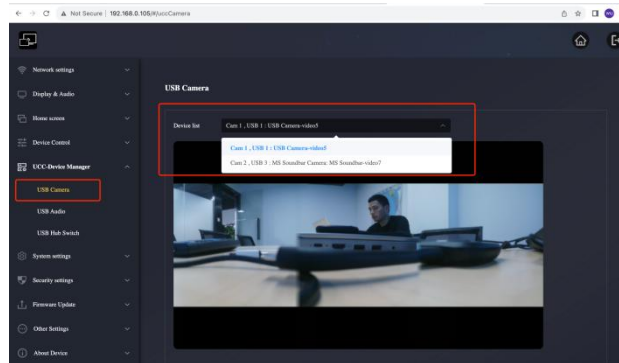 Not Secure | 192.168.0.105/#/uccCamera
Network settings
Display & Audio
Home screen
Device Control
UCC-Device Manager
USB Camera
USB Audio
USB Hub Switch
System settings
Security settings
Firmware Update
Other Settings
About Device
USB Camera
Device list
Cam 1 , USB 1 : USB Camera-video5
Cam 1 , USB 1 : USB Camera-video5
Cam 2 , USB 3 : MS Soundbar Camera: MS Soundbar-video7